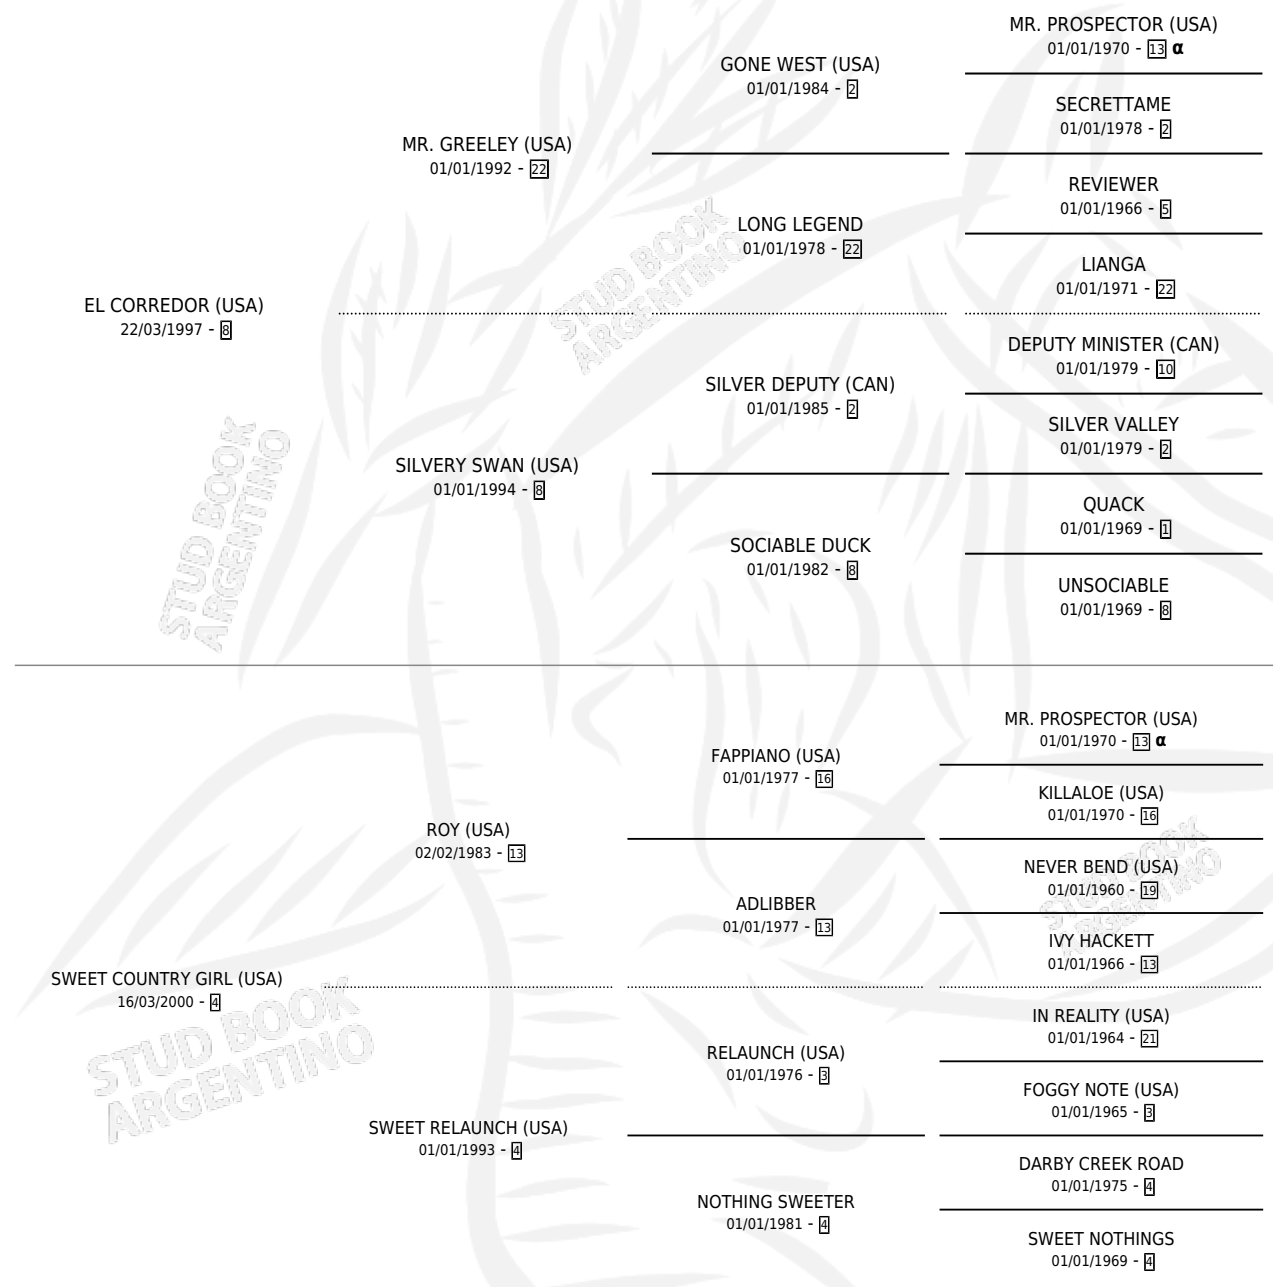 MR. PROSPECTOR (USA)
01/01/1970 - 13 α
GONE WEST (USA)
01/01/1984 - 2
SECRETTAME
01/01/1978 - 2
MR. GREELEY (USA)
01/01/1992 - 22
REVIEWER
01/01/1966 - 5
LONG LEGEND
01/01/1978 - 22
LIANGA
01/01/1971 - 22
EL CORREDOR (USA)
22/03/1997 - 8
DEPUTY MINISTER (CAN)
01/01/1979 - 10
SILVER DEPUTY (CAN)
01/01/1985 - 2
SILVER VALLEY
01/01/1979 - 2
SILVERY SWAN (USA)
01/01/1994 - 8
QUACK
01/01/1969 - 1
SOCIABLE DUCK
01/01/1982 - 8
UNSOCIABLE
01/01/1969 - 8
MR. PROSPECTOR (USA)
01/01/1970 - 13 α
FAPPIANO (USA)
01/01/1977 - 16
KILLALOE (USA)
01/01/1970 - 16
ROY (USA)
02/02/1983 - 13
NEVER BEND (USA)
01/01/1960 - 19
ADLIBBER
01/01/1977 - 13
IVY HACKETT
01/01/1966 - 13
SWEET COUNTRY GIRL (USA)
16/03/2000 - 4
IN REALITY (USA)
01/01/1964 - 21
RELAUNCH (USA)
01/01/1976 - 3
FOGGY NOTE (USA)
01/01/1965 - 3
SWEET RELAUNCH (USA)
01/01/1993 - 4
DARBY CREEK ROAD
01/01/1975 - 4
NOTHING SWEETER
01/01/1981 - 4
SWEET NOTHINGS
01/01/1969 - 4
STUD BOOK
ARGENTINO
STUD BOOK
ARGENTINO
STUD BOOK
ARGENTINO
STUD BOOK
ARGENTINO